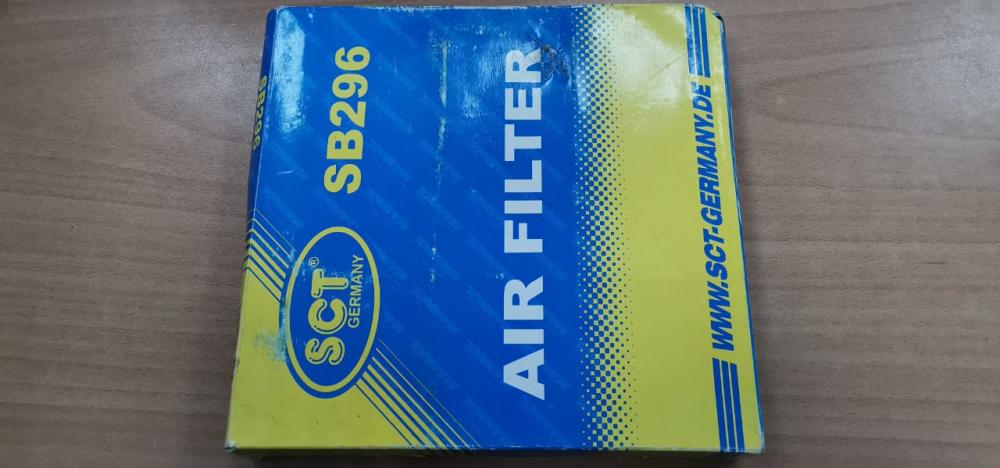 SB296
SB296
SCT®
GERMANY
AIR FILTER
WWW.SCT-GERMANY.DE